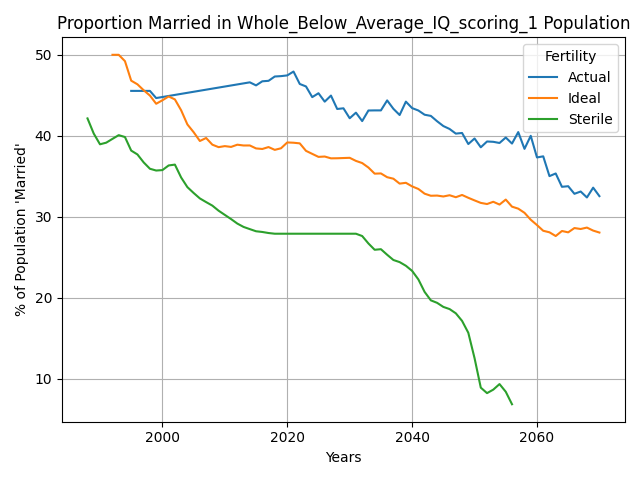 Proportion Married in Whole_Below_Average_IQ_scoring_1 Population
Fertility
Actual
Ideal
Sterile
% of Population 'Married'
50
40
30
20
10
2000
2020
2040
2060
Years